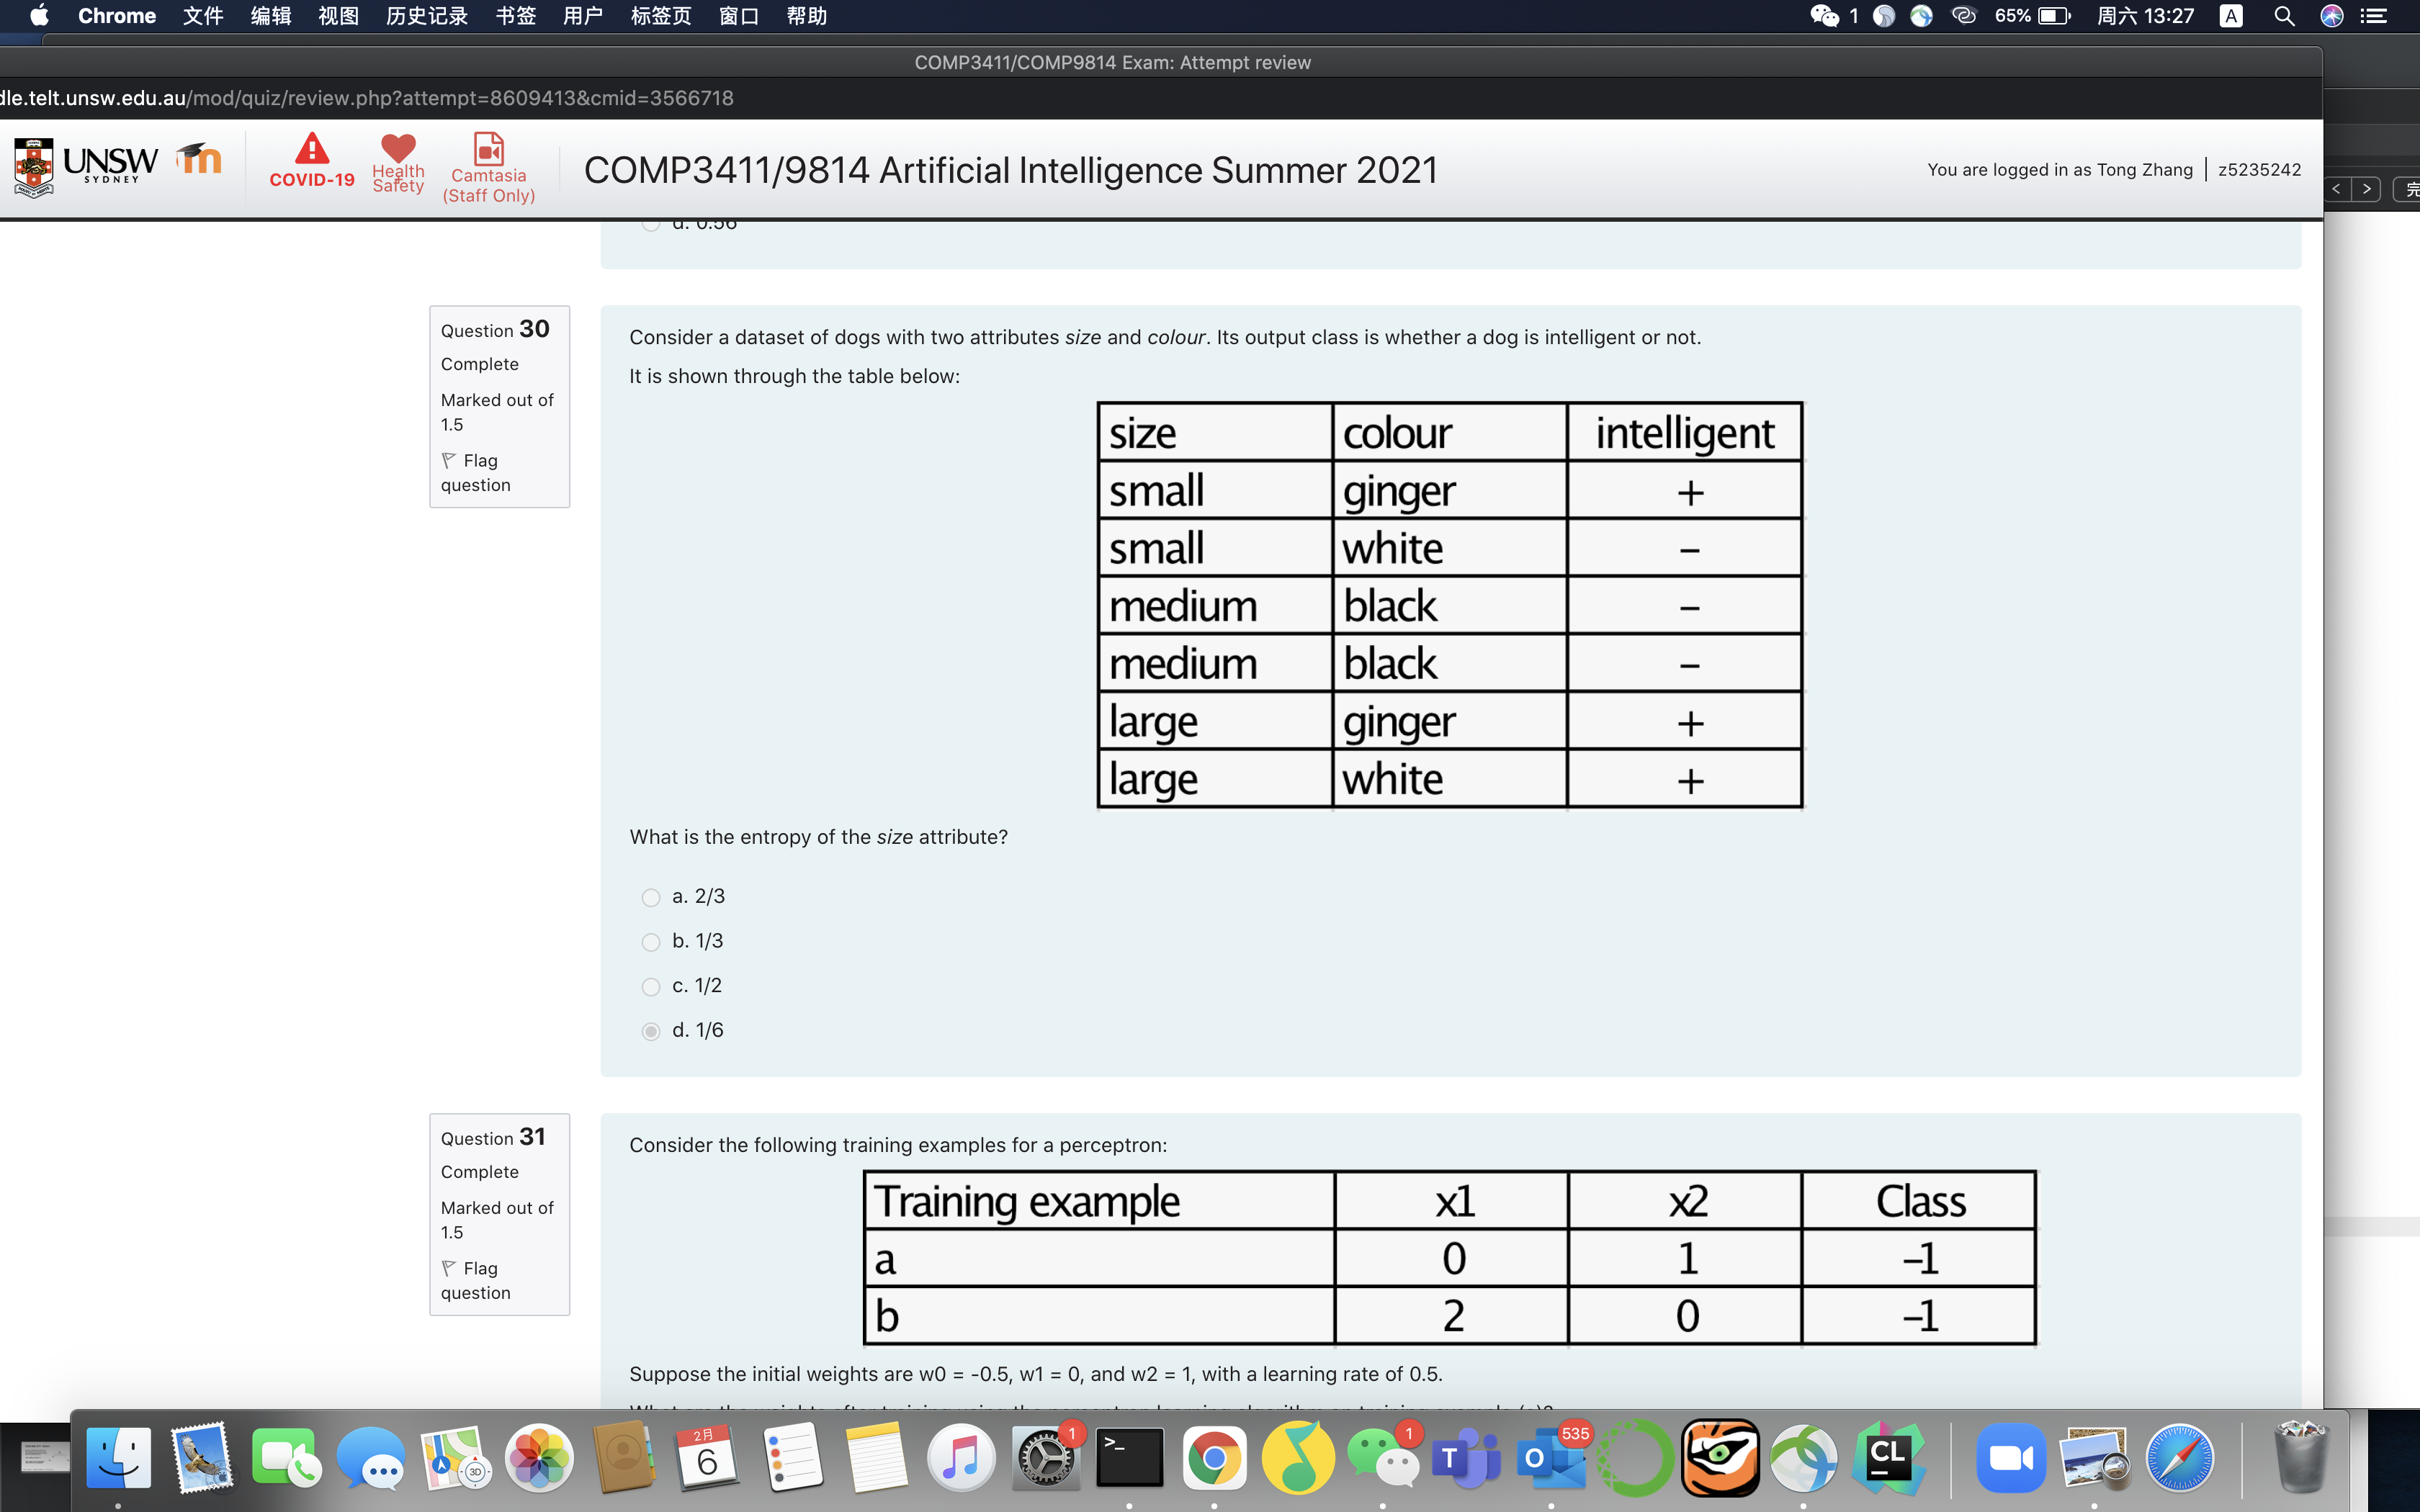 Chrome 文件 编辑 视图 历史记录 书签 用户 标签页 窗口 帮助 1 65% 周六 13:27 A
COMP3411/COMP9814 Exam: Attempt review
dle.telt.unsw.edu.au/mod/quiz/review.php?attempt=8609413&cmid=3566718
UNSW
SYDNEY
COVID-19
Health
Safety
Camtasia
(Staff Only)
COMP3411/9814 Artificial Intelligence Summer 2021
You are logged in as Tong Zhang | z5235242
< > 完
d. 0.56
Question 30
Complete
Marked out of
1.5
Flag
question
Consider a dataset of dogs with two attributes size and colour. Its output class is whether a dog is intelligent or not.
It is shown through the table below:
size colour intelligent
small ginger +
small white –
medium black –
medium black –
large ginger +
large white +
What is the entropy of the size attribute?
a. 2/3
b. 1/3
c. 1/2
d. 1/6
Question 31
Complete
Marked out of
1.5
Flag
question
Consider the following training examples for a perceptron:
Training example x1 x2 Class
a 0 1 –1
b 2 0 –1
Suppose the initial weights are w0 = -0.5, w1 = 0, and w2 = 1, with a learning rate of 0.5.
3D
2月
6
1
>_
1
T
O
535
CL